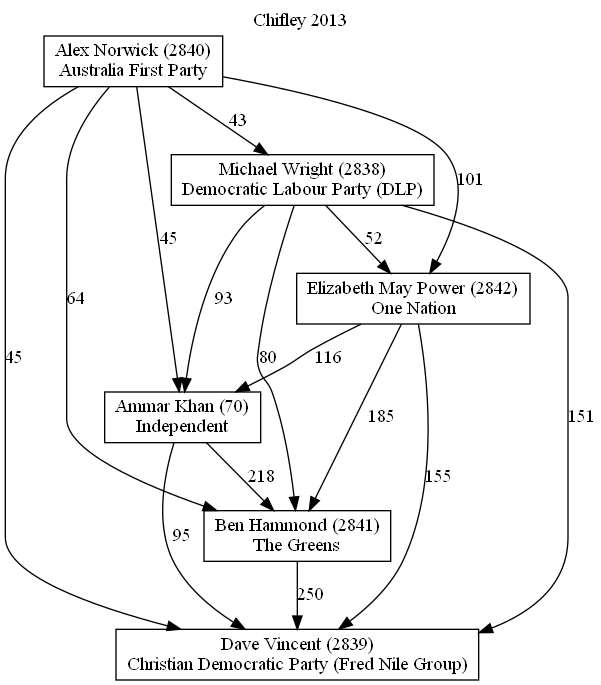 Chifley 2013
Alex Norwick (2840)
Australia First Party
43
Michael Wright (2838)
Democratic Labour Party (DLP)
101
45
52
Elizabeth May Power (2842)
One Nation
64
93
45
80
116
Ammar Khan (70)
Independent
185
151
218
155
95
Ben Hammond (2841)
The Greens
250
Dave Vincent (2839)
Christian Democratic Party (Fred Nile Group)